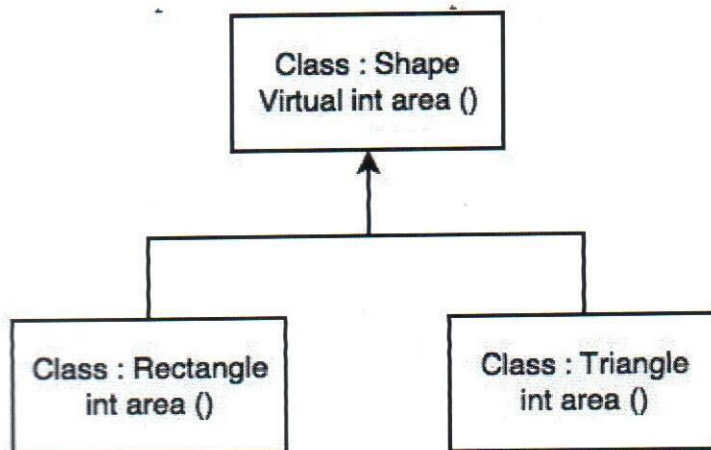 Class : Shape
Virtual int area ()
Class : Rectangle
int area ()
Class : Triangle
int area ()